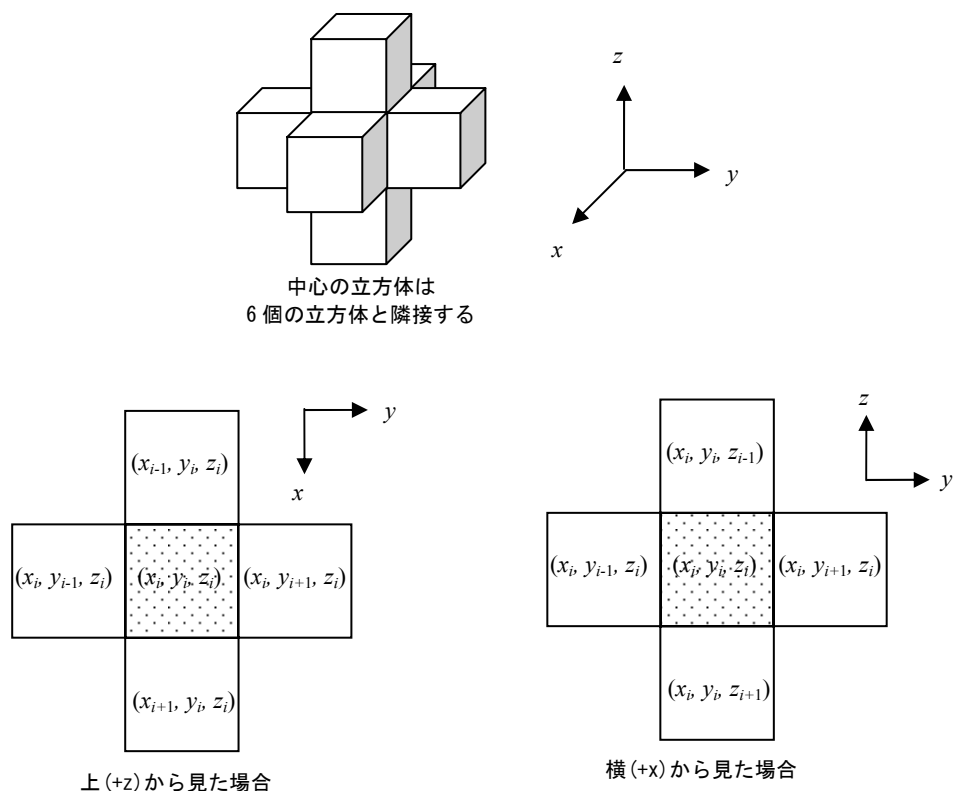 z
y
x
中心の立方体は
6個の立方体と隣接する
y
x
(x_{i-1}, y_i, z_i)
(x_i, y_{i-1}, z_i)
(x_i, y_i, z_i)
(x_i, y_{i+1}, z_i)
(x_{i+1}, y_i, z_i)
上(+z)から見た場合
z
y
(x_i, y_i, z_{i-1})
(x_i, y_{i-1}, z_i)
(x_i, y_i, z_i)
(x_i, y_{i+1}, z_i)
(x_i, y_i, z_{i+1})
横(+x)から見た場合